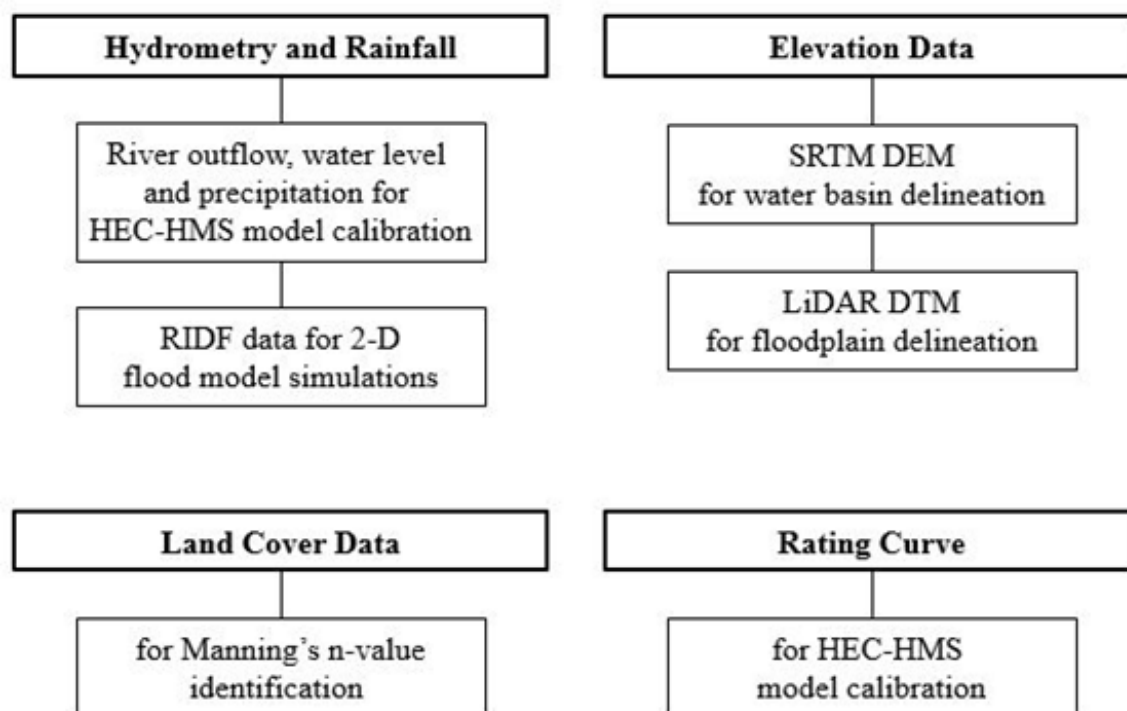 Hydrometry and Rainfall
River outflow, water level
and precipitation for
HEC-HMS model calibration
RIDF data for 2-D
flood model simulations
Elevation Data
SRTM DEM
for water basin delineation
LiDAR DTM
for floodplain delineation
Land Cover Data
for Manning’s n-value
identification
Rating Curve
for HEC-HMS
model calibration